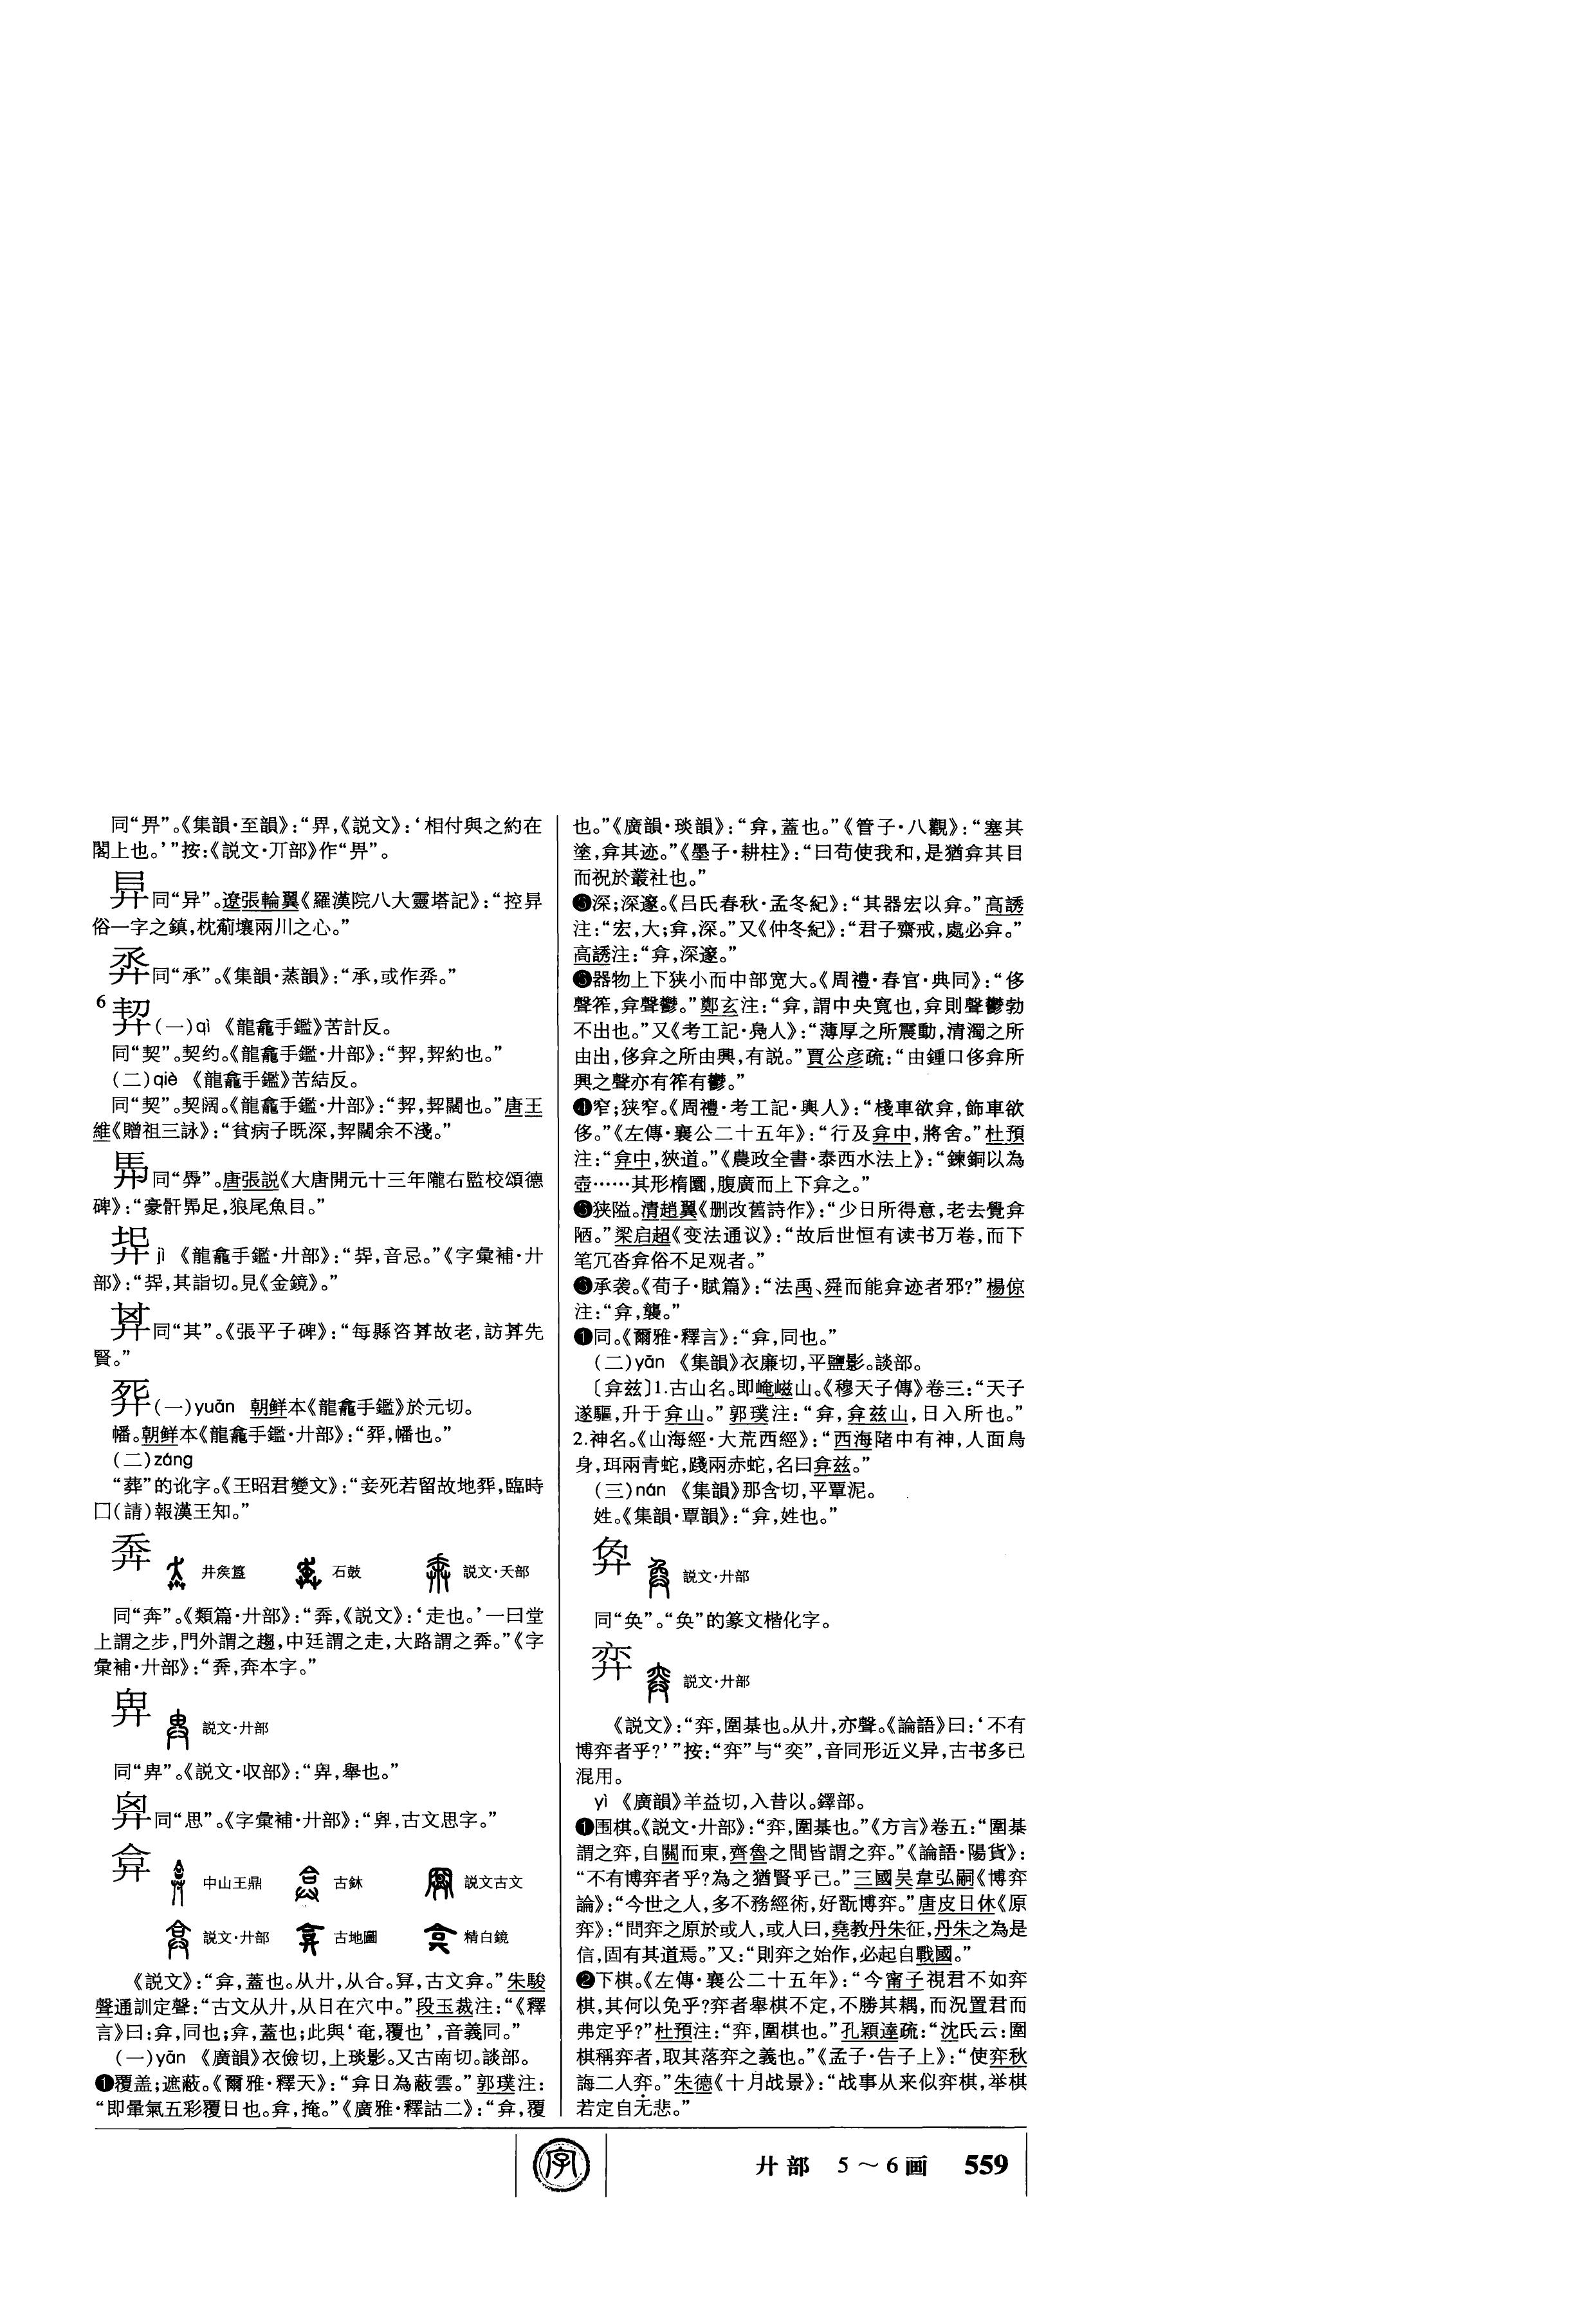 同“畀”。《集韻·至韻》：“畁，《説文》：‘相付與之約在
閣上也。’”按：《説文·丌部》作“畀”。
昪同“异”。遼張輪翼《羅漢院八大靈塔記》：“控昪
俗一字之鎮，枕薊壤兩川之心。”
同“承”。《集韻·蒸韻》：“承，或作氶。”
6
(一)qì 《龍龕手鑑》苦計反。
同“契”。契约。《龍龕手鑑·廾部》：“契，契約也。”
(二)qiè 《龍龕手鑑》苦結反。
同“契”。契阔。《龍龕手鑑·廾部》：“契，契闊也。”唐王
維《贈祖三詠》：“貧病子既深，契闊余不淺。”
同“馵”。唐張説《大唐開元十三年隴右監校頌德
碑》：“豪骭馵足，狼尾魚目。”
jì 《龍龕手鑑·廾部》：“，音忌。”《字彙補·廾
部》：“，其詣切。見《金鏡》。”
同“其”。《張平子碑》：“每縣咨其故老，訪其先
賢。”
(一)yuān 朝鲜本《龍龕手鑑》於元切。
幡。朝鲜本《龍龕手鑑·廾部》：“，幡也。”
(二)záng
“葬”的讹字。《王昭君變文》：“妾死若留故地葬，臨時
囗(請)報漢王知。”
井矦簋 石鼓 説文·夭部
同“奔”。《類篇·廾部》：“，《説文》：‘走也。’一曰堂
上謂之步，門外謂之趨，中廷謂之走，大路謂之。”《字
彙補·廾部》：“，奔本字。”
説文·廾部
同“𢌿”。《説文·収部》：“，舉也。”
同“思”。《字彙補·廾部》：“，古文思字。”
弇
中山王鼎 古鉥 説文古文
説文·廾部 古地圖 精白鏡
《説文》：“弇，蓋也。从廾，从合。，古文弇。”朱駿
聲通訓定聲：“古文从廾，从日在穴中。”段玉裁注：“《釋
言》曰：弇，同也；弇，蓋也；此與‘奄，覆也’，音義同。”
(一)yān 《廣韻》衣儉切，上琰影。又古南切。談部。
❶覆盖；遮蔽。《爾雅·釋天》：“弇日為蔽雲。”郭璞注：
“即暈氣五彩覆日也。弇，掩。”《廣雅·釋詁二》：“弇，覆
也。”《廣韻·琰韻》：“弇，蓋也。”《管子·八觀》：“塞其
塗，弇其迹。”《墨子·耕柱》：“曰苟使我和，是猶弇其目
而祝於叢社也。”
深；深邃。《吕氏春秋·孟冬紀》：“其器宏以弇。”高誘
注：“宏，大；弇，深。”又《仲冬紀》：“君子齋戒，處必弇。”
高誘注：“弇，深邃。”
❸器物上下狭小而中部宽大。《周禮·春官·典同》：“侈
聲筰，弇聲鬱。”鄭玄注：“弇，謂中央寬也，弇則聲鬱勃
不出也。”又《考工記·鳧人》：“薄厚之所震動，清濁之所
由出，侈弇之所由興，有説。”賈公彦疏：“由鍾口侈弇所
興之聲亦有筰有鬱。”
❹窄；狭窄。《周禮·考工記·輿人》：“棧車欲弇，飾車欲
侈。”《左傳·襄公二十五年》：“行及弇中，將舍。”杜預
注：“弇中，狹道。”《農政全書·泰西水法上》：“鍊銅以為
壺……其形橢圜，腹廣而上下弇之。”
狭隘。清趙翼《删改舊詩作》：“少日所得意，老去覺弇
陋。”梁启超《变法通议》：“故后世恒有读书万卷，而下
笔冗沓弇俗不足观者。”
承袭。《荀子·賦篇》：“法禹、舜而能弇迹者邪？”楊倞
注：“弇，襲。”
同。《爾雅·釋言》：“弇，同也。”
(二)yān 《集韻》衣廉切，平鹽影。談部。
〔弇兹〕1.古山名。即崦嵫山。《穆天子傳》卷三：“天子
遂驅，升于弇山。”郭璞注：“弇，弇兹山，日入所也。”
2.神名。《山海經·大荒西經》：“西海陼中有神，人面鳥
身，珥兩青蛇，踐兩赤蛇，名曰弇兹。”
(三)nán 《集韻》那含切，平覃泥。
姓。《集韻·覃韻》：“弇，姓也。”
説文·廾部
同“奂”。“奂”的篆文楷化字。
弈
説文·廾部
《説文》：“弈，圍棊也。从廾，亦聲。《論語》曰：‘不有
博弈者乎？’”按：“弈”与“奕”，音同形近义异，古书多已
混用。
yì 《廣韻》羊益切，入昔以。鐸部。
❶围棋。《説文·廾部》：“弈，圍棊也。”《方言》卷五：“圍棊
謂之弈，自關而東，齊魯之間皆謂之弈。”《論語·陽貨》：
“不有博弈者乎？為之猶賢乎己。”三國吴韋弘嗣《博弈
論》：“今世之人，多不務經術，好翫博弈。”唐皮日休《原
弈》：“問弈之原於或人，或人曰，堯教丹朱征，丹朱之為是
信，固有其道焉。”又：“則弈之始作，必起自戰國。”
❷下棋。《左傳·襄公二十五年》：“今甯子視君不如弈
棋，其何以免乎？弈者舉棋不定，不勝其耦，而況置君而
弗定乎？”杜預注：“弈，圍棋也。”孔穎達疏：“沈氏云：圍
棋稱弈者，取其落弈之義也。”《孟子·告子上》：“使弈秋
誨二人弈。”朱德《十月战景》：“战事从来似弈棋，举棋
若定自无悲。”
字
廾部 5～6画 559